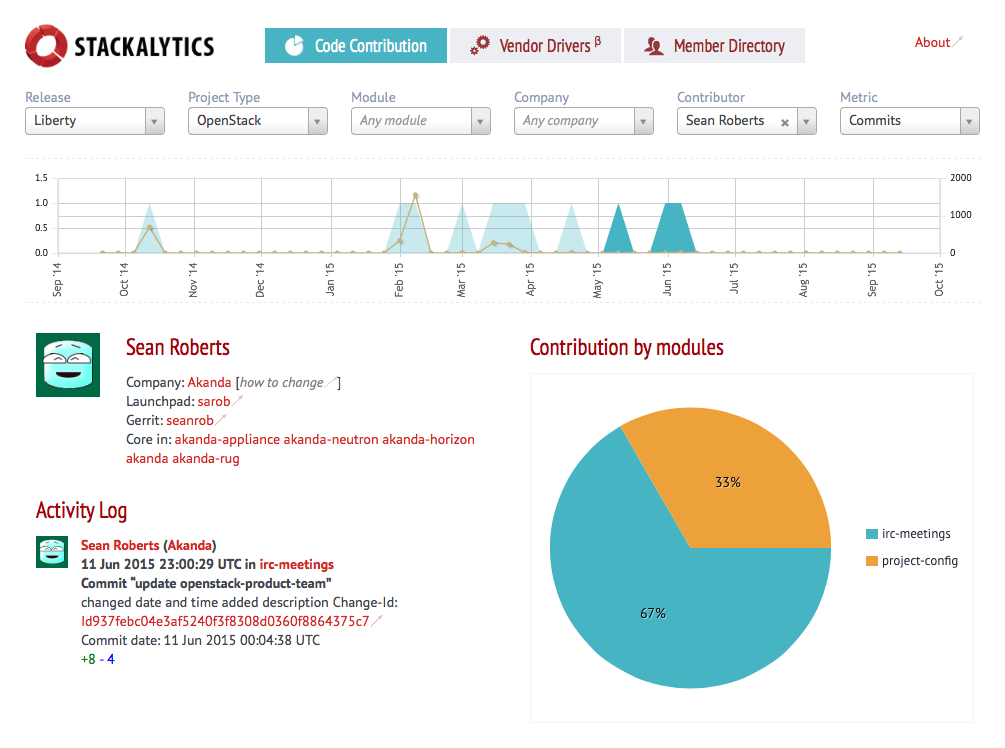 STACKALYTICS
Code Contribution
Vendor Drivers β
Member Directory
About
Release
Project Type
Module
Company
Contributor
Metric
Liberty
OpenStack
Any module
Any company
Sean Roberts
Commits
1.5
1.0
0.5
0.0
2000
1000
0
Sep '14
Oct '14
Nov '14
Dec '14
Jan '15
Feb '15
Mar '15
Apr '15
May '15
Jun '15
Jul '15
Aug '15
Sep '15
Oct '15
Sean Roberts
Company: Akanda [how to change]
Launchpad: sarob
Gerrit: seanrob
Core in: akanda-appliance akanda-neutron akanda-horizon
akanda akanda-rug
Activity Log
Sean Roberts (Akanda)
11 Jun 2015 23:00:29 UTC in irc-meetings
Commit “update openstack-product-team”
changed date and time added description Change-Id:
Id937febc04e3af5240f3f8308d0360f8864375c7
Commit date: 11 Jun 2015 00:04:38 UTC
+8 - 4
Contribution by modules
33%
67%
irc-meetings
project-config